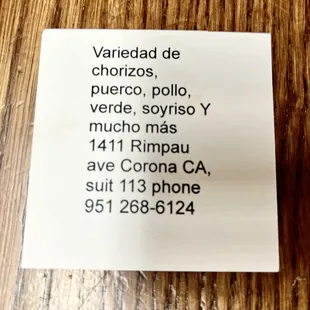 Variedad de
chorizos,
puerco, pollo,
verde, soyriso Y
mucho más
1411 Rimpau
ave Corona CA,
suit 113 phone
951 268-6124